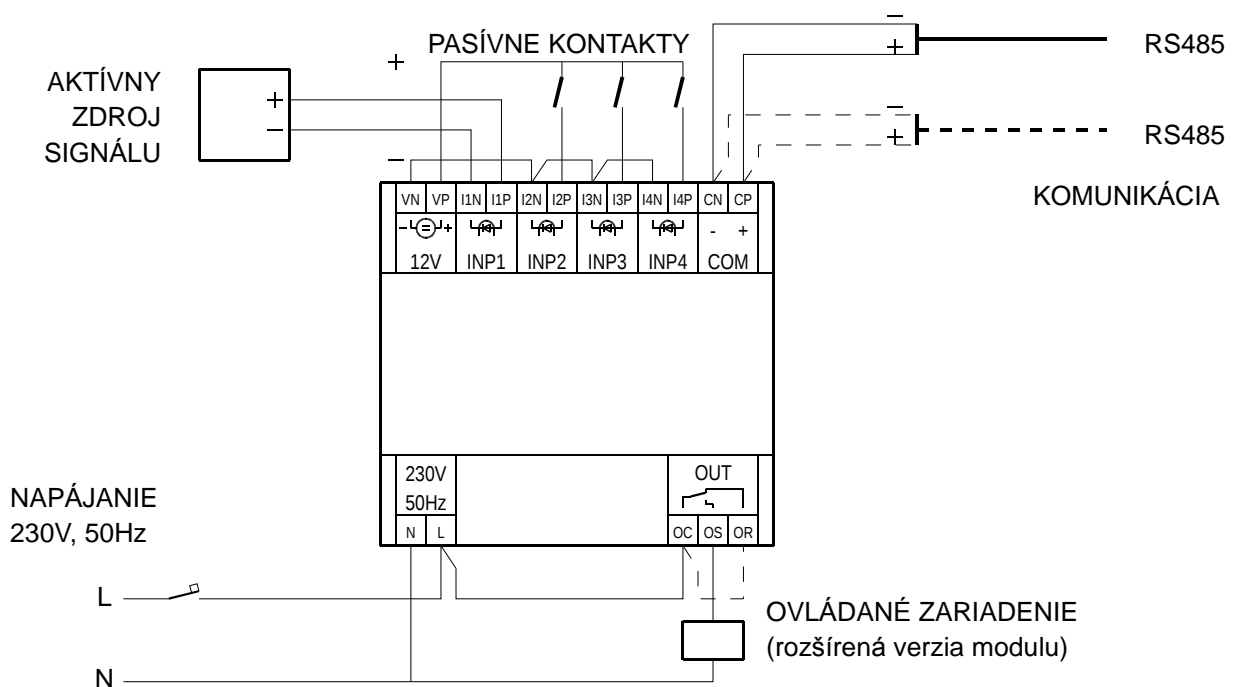 PASÍVNE KONTAKTY
AKTÍVNY
ZDROJ
SIGNÁLU
+
−
+
−
−
+
RS485
−
+
RS485
KOMUNIKÁCIA
VN VP I1N I1P I2N I2P I3N I3P I4N I4P CN CP
- + - +
12V INP1 INP2 INP3 INP4 COM
230V
50Hz
N L
OUT
OC OS OR
NAPÁJANIE
230V, 50Hz
L
N
OVLÁDANÉ ZARIADENIE
(rozšírená verzia modulu)